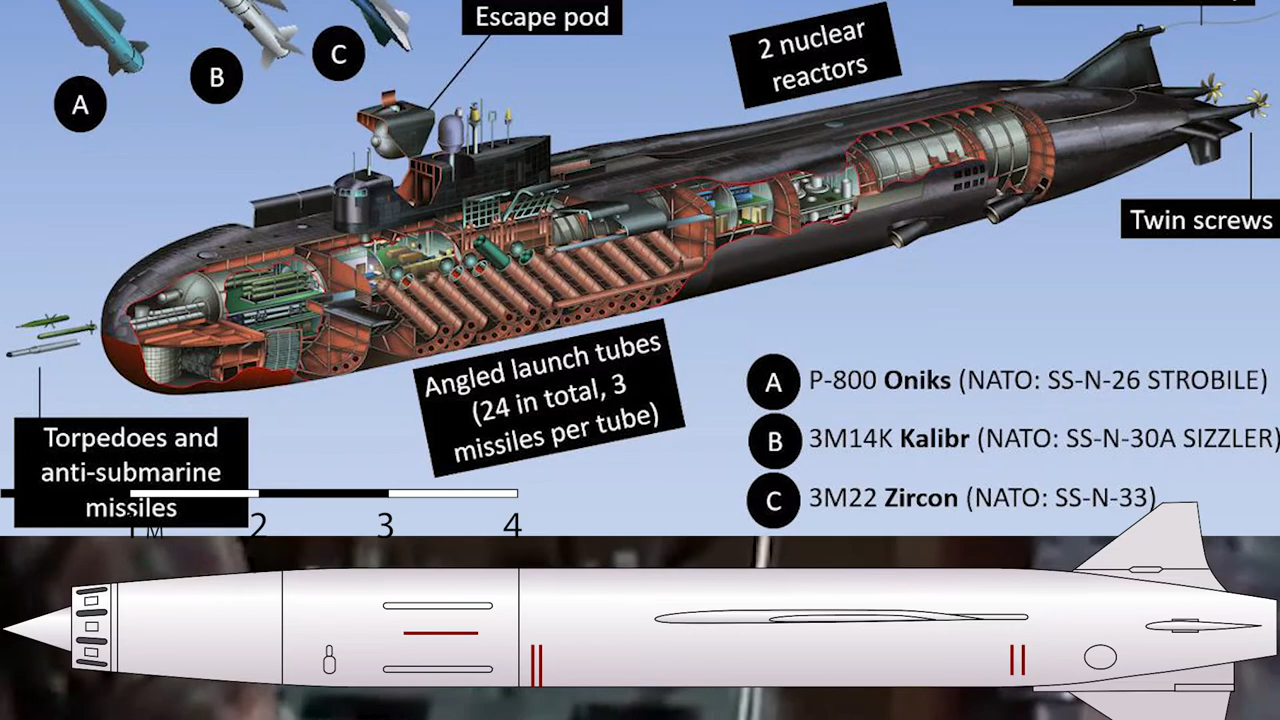 Escape pod
A
B
C
2 nuclear
reactors
Twin screws
Angled launch tubes
(24 in total, 3
missiles per tube)
Torpedoes and
anti-submarine
missiles
A P-800 Oniks (NATO: SS-N-26 STROBILE)
B 3M14K Kalibr (NATO: SS-N-30A SIZZLER)
C 3M22 Zircon (NATO: SS-N-33)
1 M 2 3 4